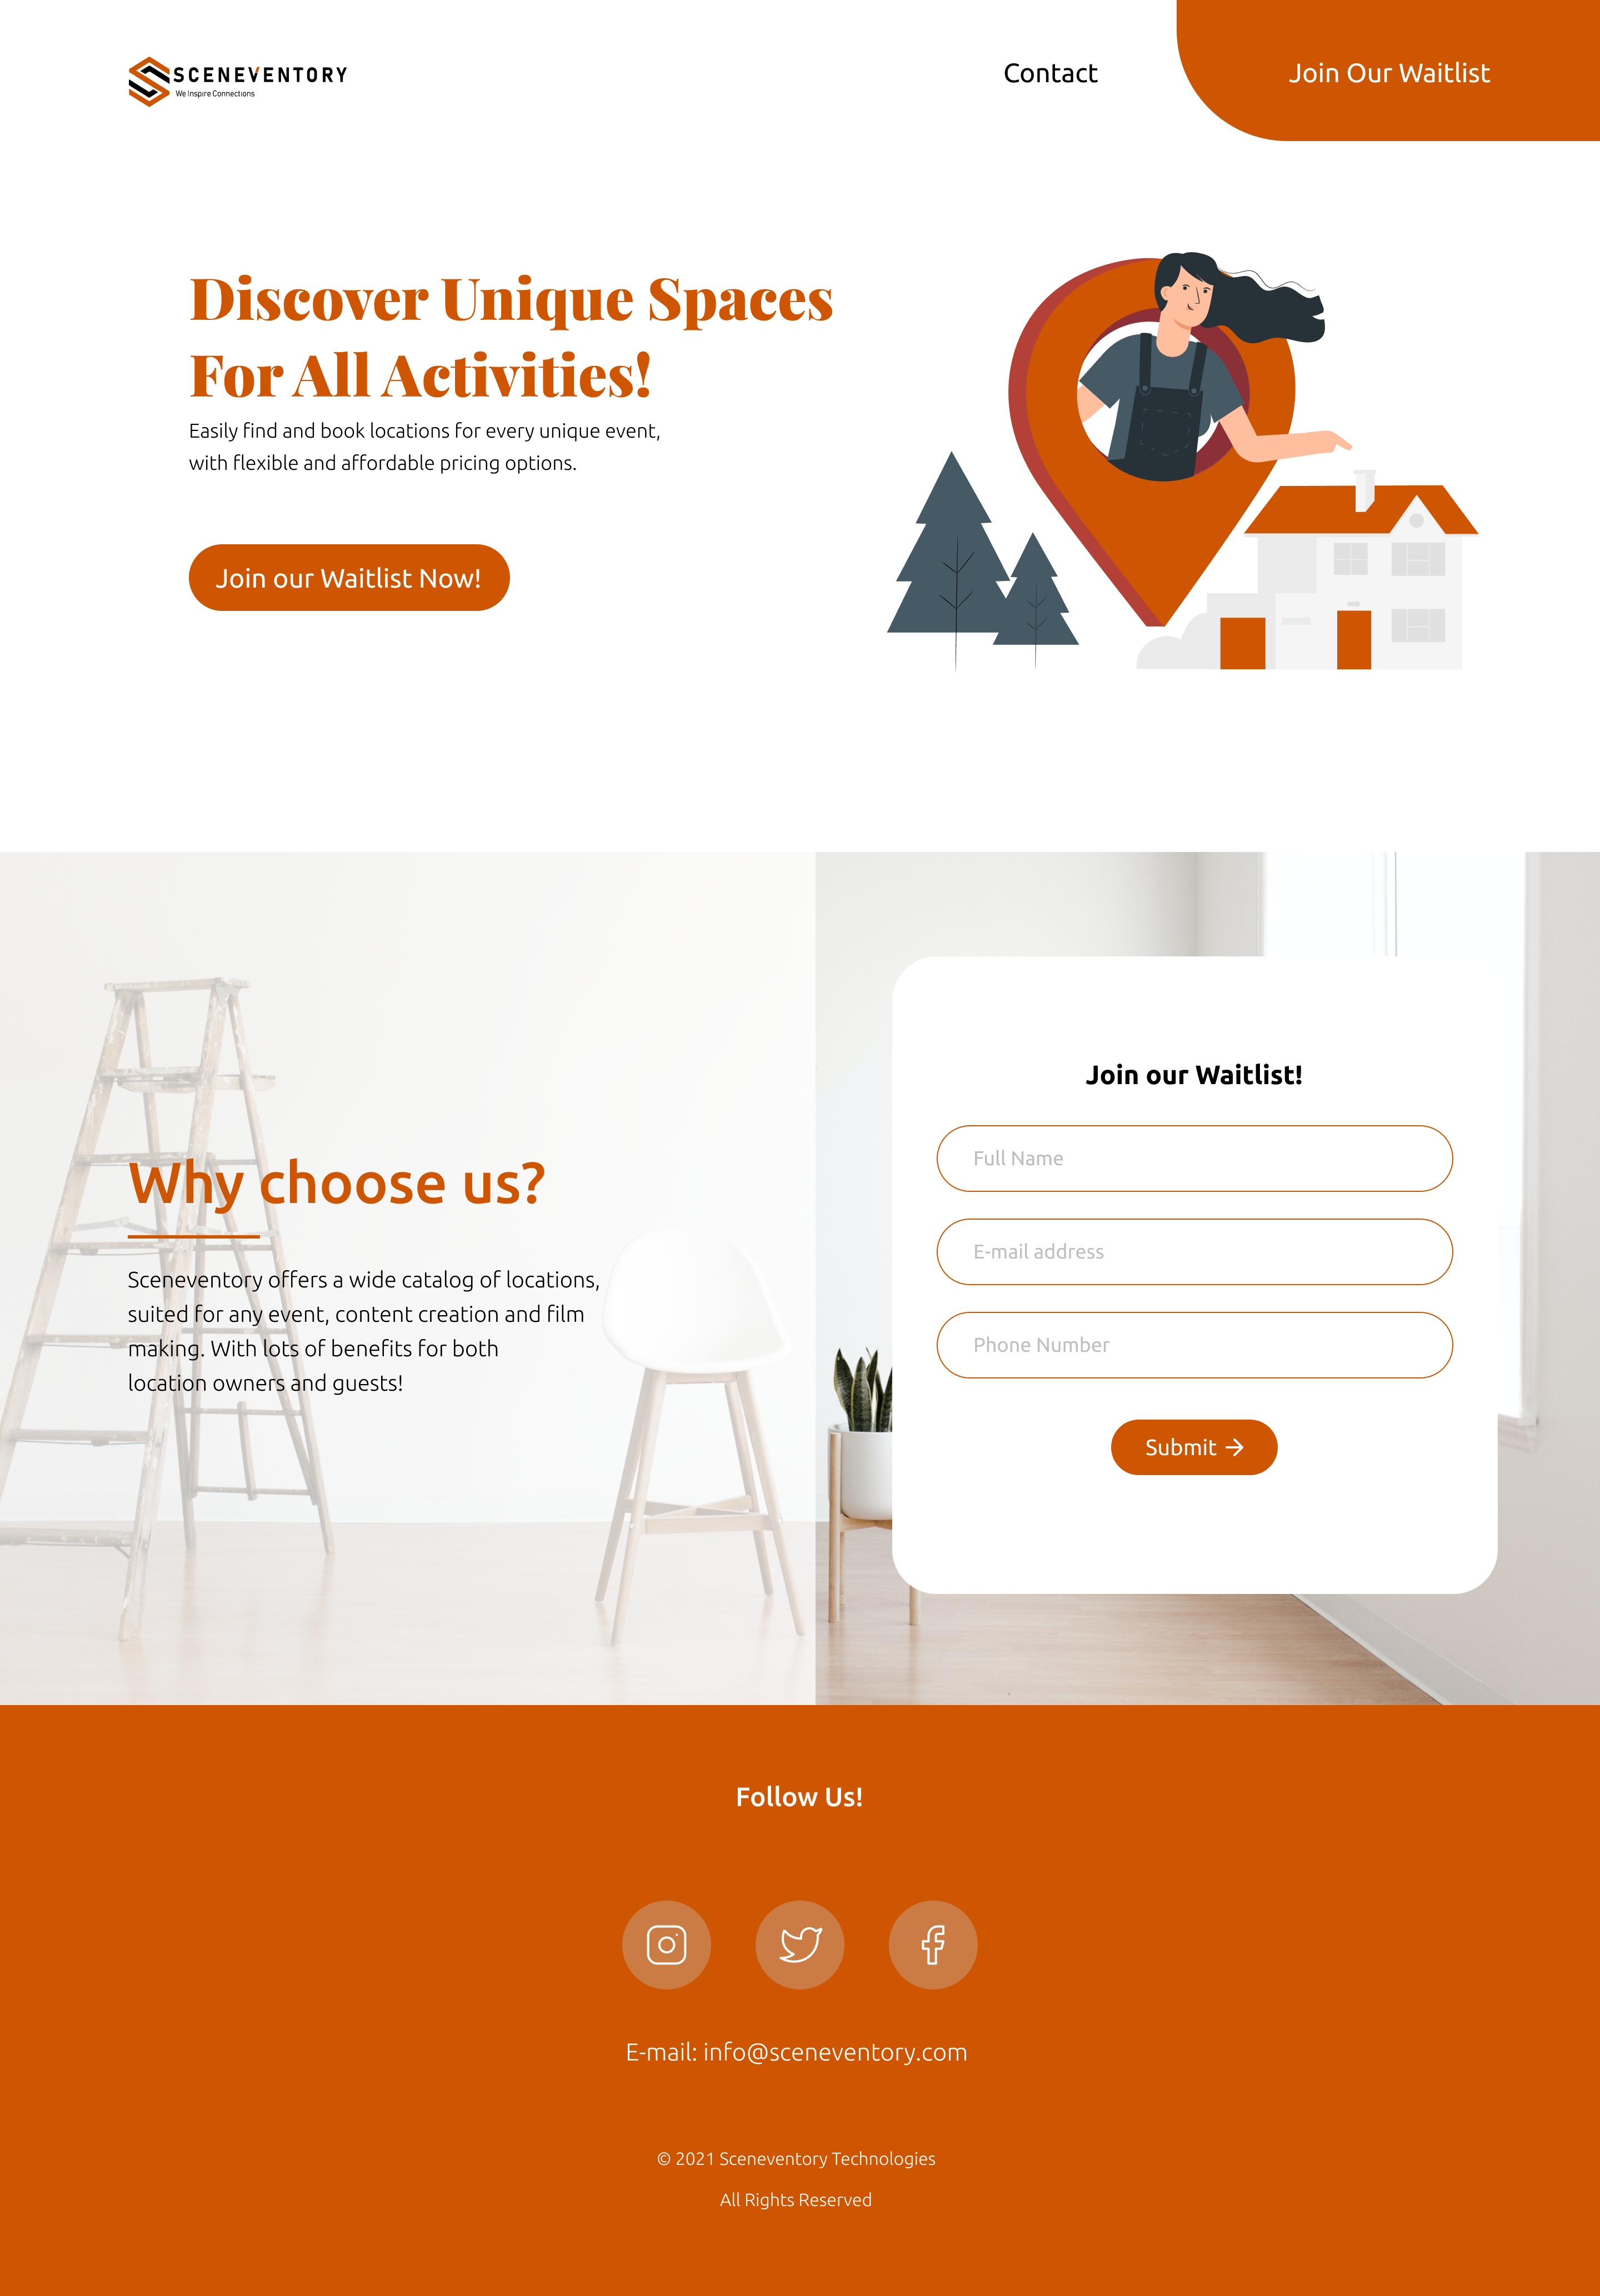 SCENEVENTORY
We Inspire Connections
Contact
Join Our Waitlist
Discover Unique Spaces
For All Activities!
Easily find and book locations for every unique event,
with flexible and affordable pricing options.
Join our Waitlist Now!
Why choose us?
Sceneventory offers a wide catalog of locations,
suited for any event, content creation and film
making. With lots of benefits for both
location owners and guests!
Join our Waitlist!
Full Name
E-mail address
Phone Number
Submit →
Follow Us!
E-mail: info@sceneventory.com
© 2021 Sceneventory Technologies
All Rights Reserved